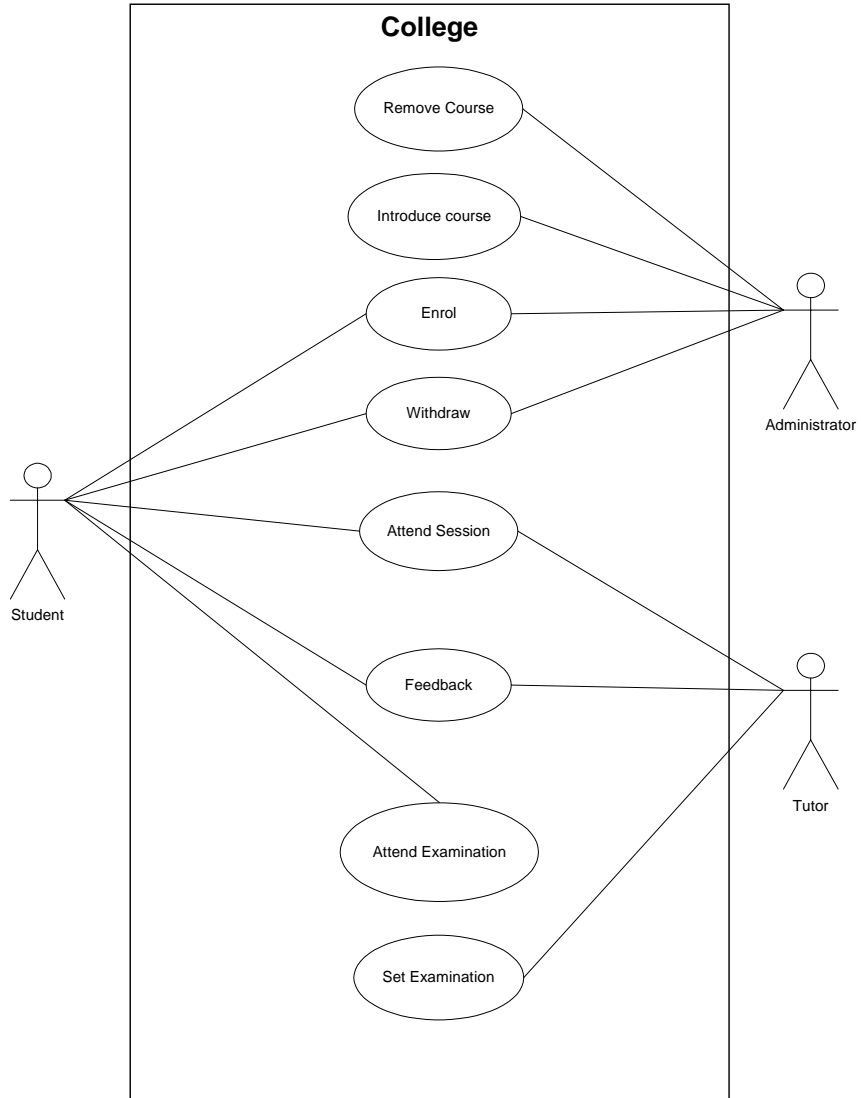 College
Remove Course
Introduce course
Enrol
Administrator
Withdraw
Attend Session
Student
Feedback
Tutor
Attend Examination
Set Examination